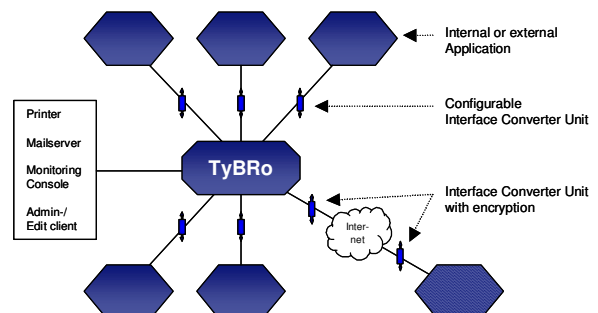 Internal or external
Application
Configurable
Interface Converter Unit
Printer
Mailserver
Monitoring
Console
Admin-/
Edit client
TyBRo
Interface Converter Unit
with encryption
Inter-
net